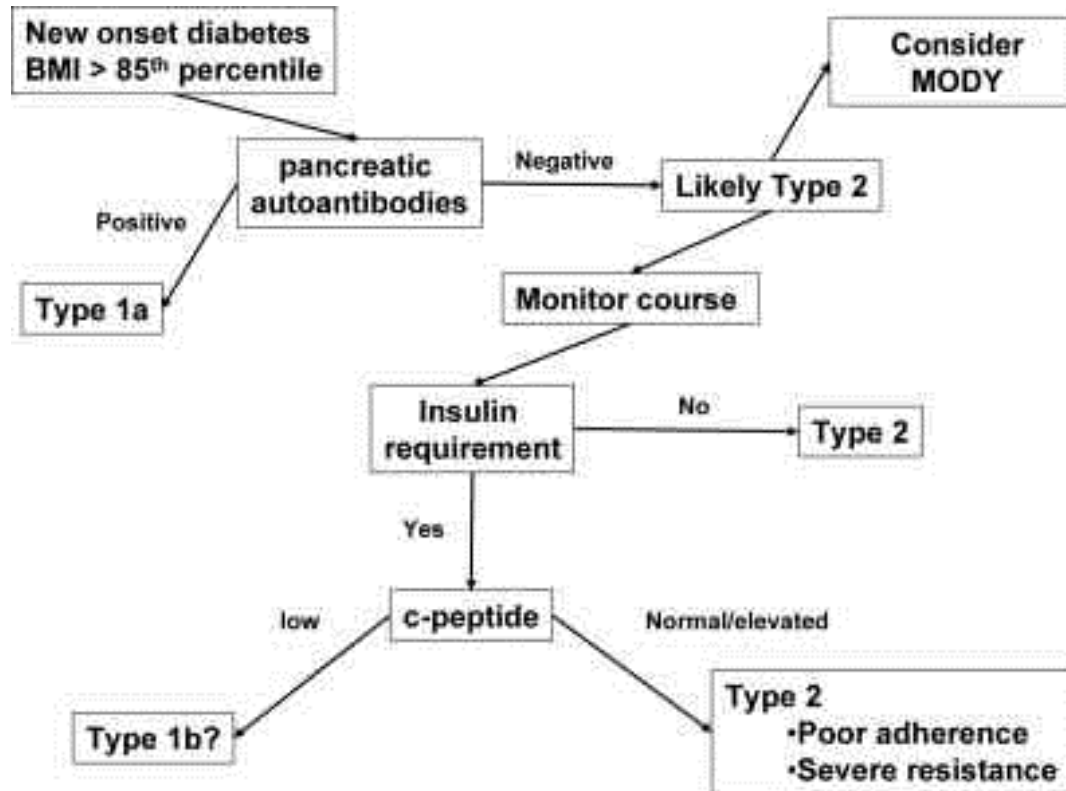 New onset diabetes
BMI > 85th percentile
Consider
MODY
pancreatic
autoantibodies
Negative
Likely Type 2
Positive
Type 1a
Monitor course
Insulin
requirement
No
Type 2
Yes
c-peptide
low
Normal/elevated
Type 1b?
Type 2
•Poor adherence
•Severe resistance